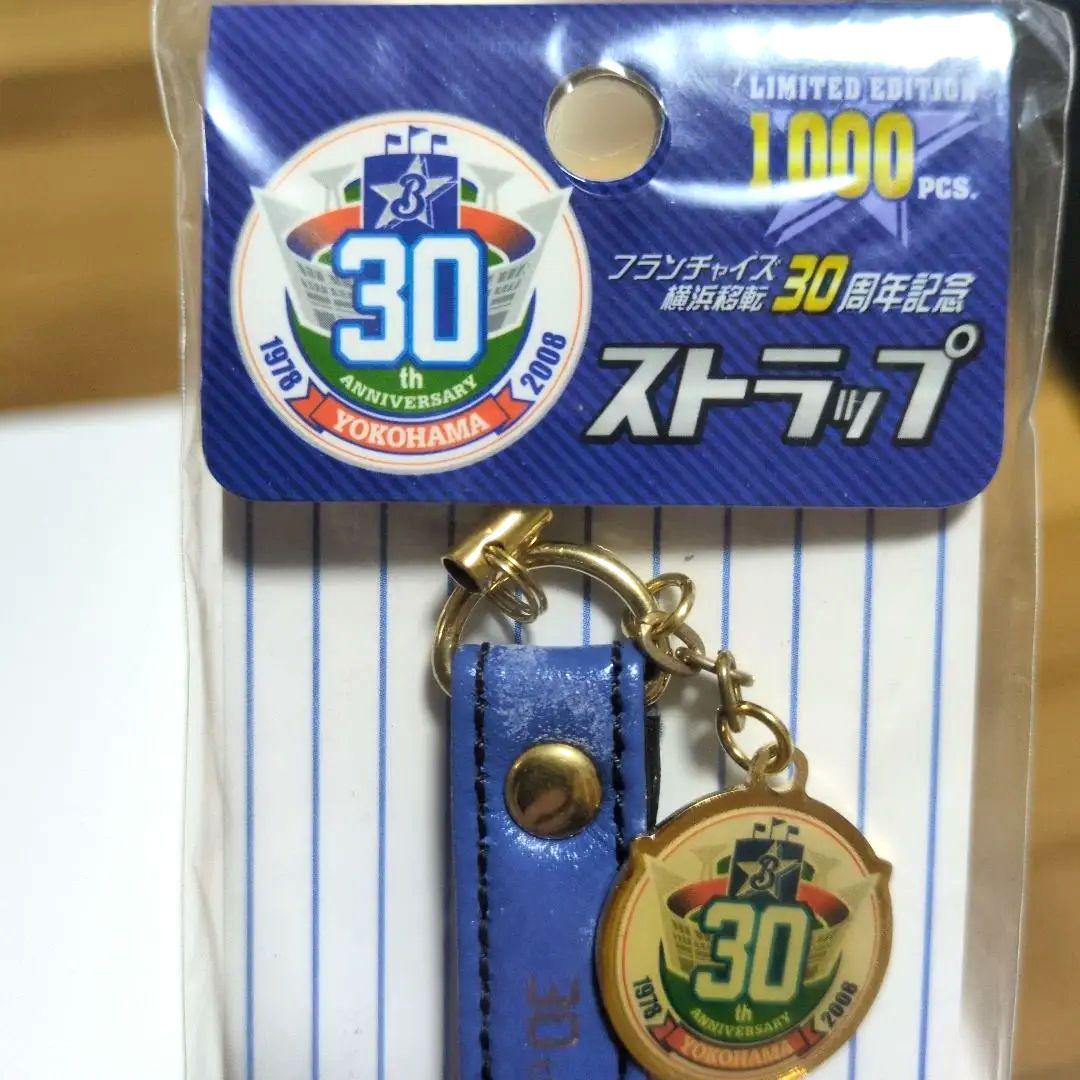 LIMITED EDITION
1000 PCS.
フランチャイズ
横浜移転 30周年記念
ストラップ
B
30
th
ANNIVERSARY
1978
2008
YOKOHAMA
30
B
30
th
ANNIVERSARY
1978
2008
YOKOHAMA